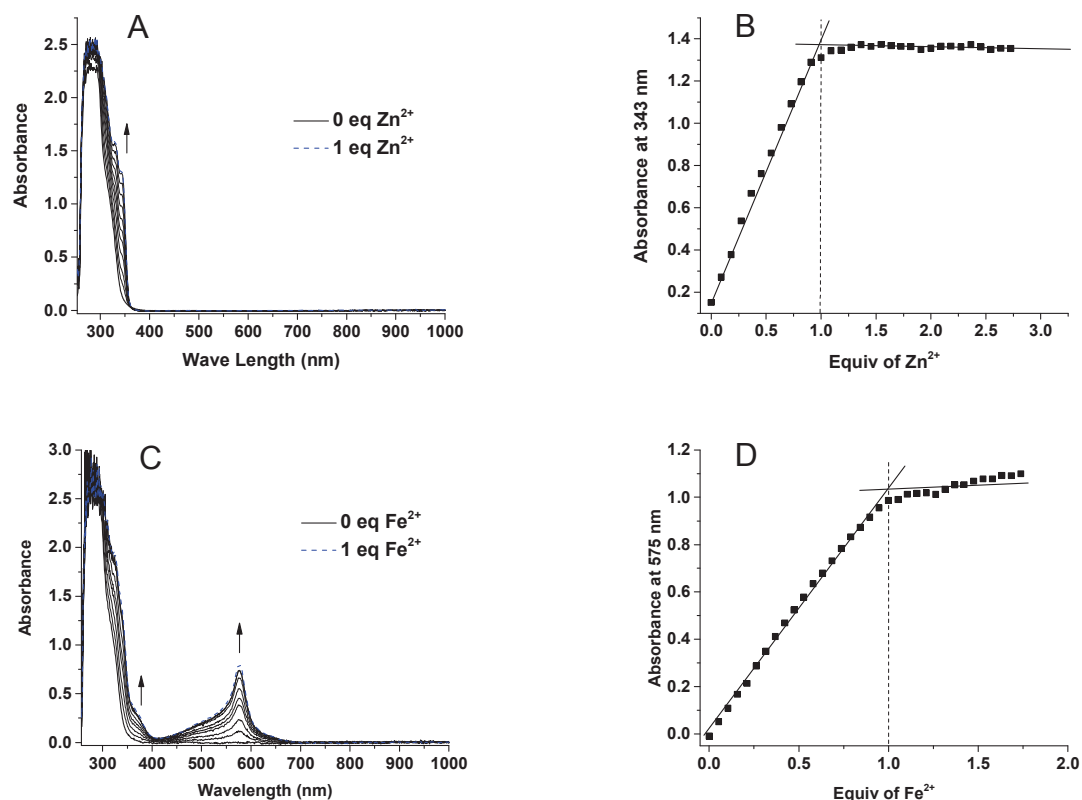 A
2.5
2.0
1.5
1.0
0.5
0.0
Absorbance
0 eq Zn²⁺
1 eq Zn²⁺
300 400 500 600 700 800 900 1000
Wave Length (nm)
B
1.4
1.2
1.0
0.8
0.6
0.4
0.2
Absorbance at 343 nm
0.0 0.5 1.0 1.5 2.0 2.5 3.0
Equiv of Zn²⁺
C
3.0
2.5
2.0
1.5
1.0
0.5
0.0
Absorbance
0 eq Fe²⁺
1 eq Fe²⁺
300 400 500 600 700 800 900 1000
Wavelength (nm)
D
1.2
1.0
0.8
0.6
0.4
0.2
0.0
Absorbance at 575 nm
0.0 0.5 1.0 1.5 2.0
Equiv of Fe²⁺